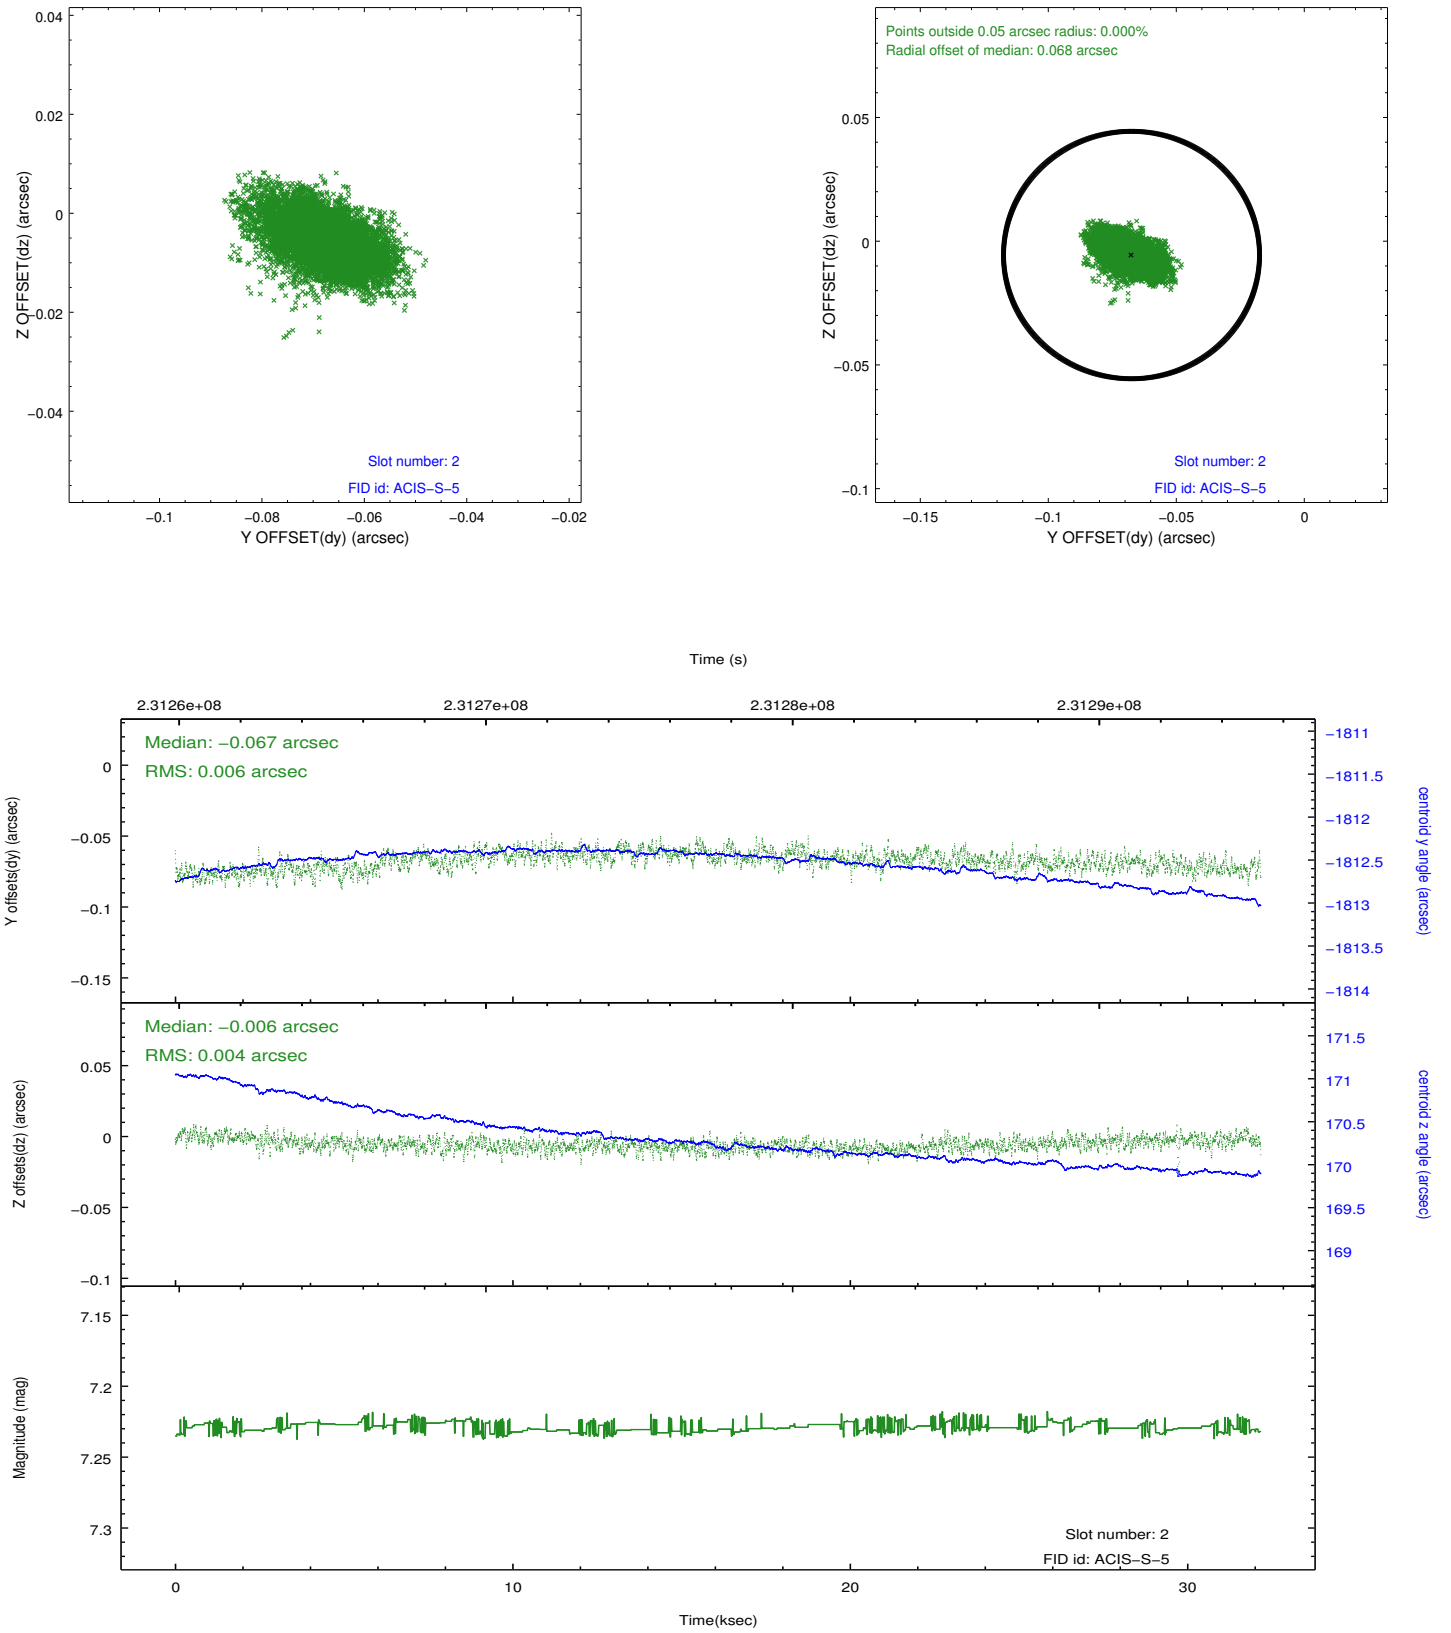 0.04
0.02
0
−0.02
−0.04
Z OFFSET(dz) (arcsec)
Slot number: 2
FID id: ACIS−S−5
−0.1
−0.08
−0.06
−0.04
−0.02
Y OFFSET(dy) (arcsec)
Points outside 0.05 arcsec radius: 0.000%
Radial offset of median: 0.068 arcsec
0.05
0
−0.05
−0.1
Z OFFSET(dz) (arcsec)
Slot number: 2
FID id: ACIS−S−5
−0.15
−0.1
−0.05
0
Y OFFSET(dy) (arcsec)
Time (s)
2.3126e+08
2.3127e+08
2.3128e+08
2.3129e+08
Median: −0.067 arcsec
RMS: 0.006 arcsec
0
−0.05
−0.1
−0.15
Y offsets(dy) (arcsec)
−1811
−1811.5
−1812
−1812.5
−1813
−1813.5
−1814
centroid y angle (arcsec)
Median: −0.006 arcsec
RMS: 0.004 arcsec
0.05
0
−0.05
−0.1
Z offsets(dz) (arcsec)
171.5
171
170.5
170
169.5
169
centroid z angle (arcsec)
7.15
7.2
7.25
7.3
Magnitude (mag)
Slot number: 2
FID id: ACIS−S−5
0
10
20
30
Time(ksec)